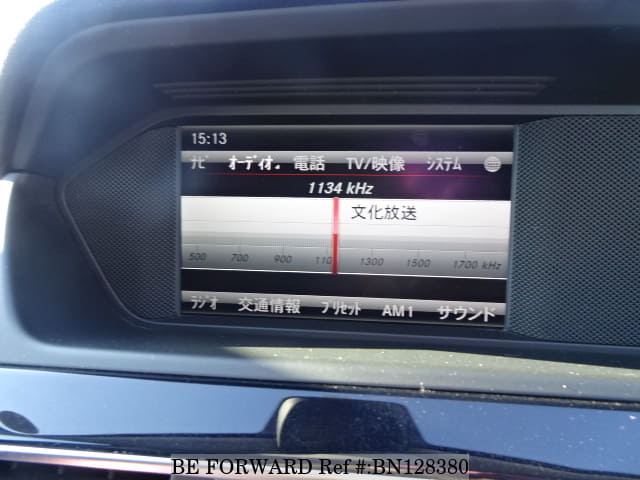 15:13
ﾅﾋﾞ ｵｰﾃﾞｨｵ 電話 TV/映像 ｼｽﾃﾑ
1134 kHz
文化放送
500 700 900 110 1300 1500 1700 kHz
ﾗｼﾞｵ 交通情報 ﾌﾟﾘｾｯﾄ AM1 サウンド
BE FORWARD Ref #:BN128380